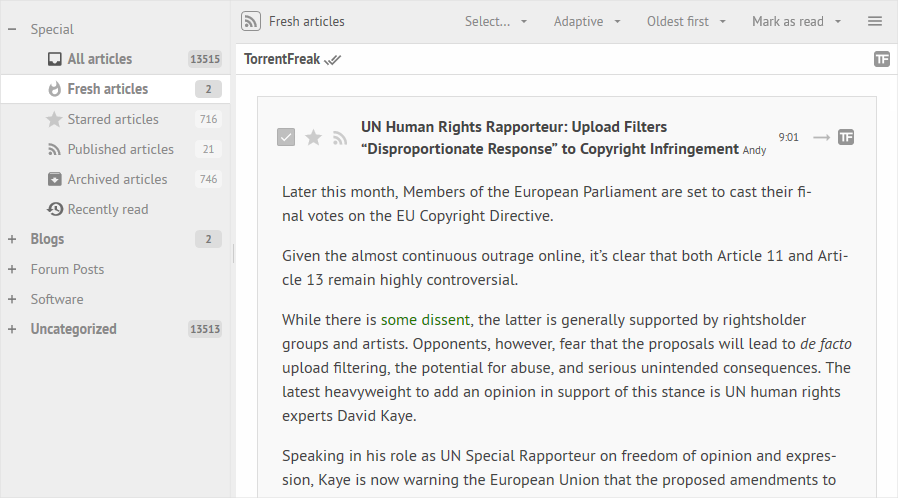 Special
All articles 13515
Fresh articles 2
Starred articles 716
Published articles 21
Archived articles 746
Recently read
Blogs 2
Forum Posts
Software
Uncategorized 13513
Fresh articles Select... Adaptive Oldest first Mark as read
TorrentFreak TF
UN Human Rights Rapporteur: Upload Filters
“Disproportionate Response” to Copyright Infringement Andy 9:01 TF
Later this month, Members of the European Parliament are set to cast their fi-
nal votes on the EU Copyright Directive.
Given the almost continuous outrage online, it’s clear that both Article 11 and Arti-
cle 13 remain highly controversial.
While there is some dissent, the latter is generally supported by rightsholder
groups and artists. Opponents, however, fear that the proposals will lead to de facto
upload filtering, the potential for abuse, and serious unintended consequences. The
latest heavyweight to add an opinion in support of this stance is UN human rights
experts David Kaye.
Speaking in his role as UN Special Rapporteur on freedom of opinion and expres-
sion, Kaye is now warning the European Union that the proposed amendments to